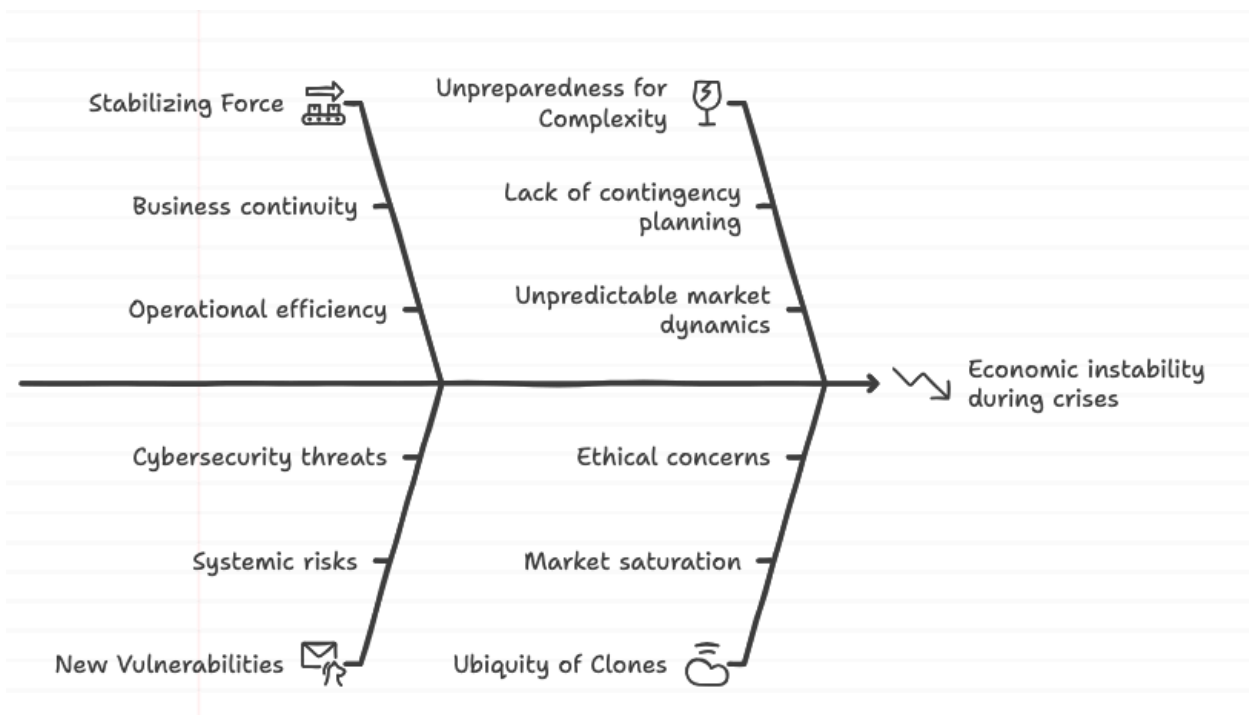 Stabilizing Force
Business continuity
Operational efficiency
Unpreparedness for
Complexity
Lack of contingency
planning
Unpredictable market
dynamics
Cybersecurity threats
Systemic risks
New Vulnerabilities
Ethical concerns
Market saturation
Ubiquity of Clones
Economic instability
during crises